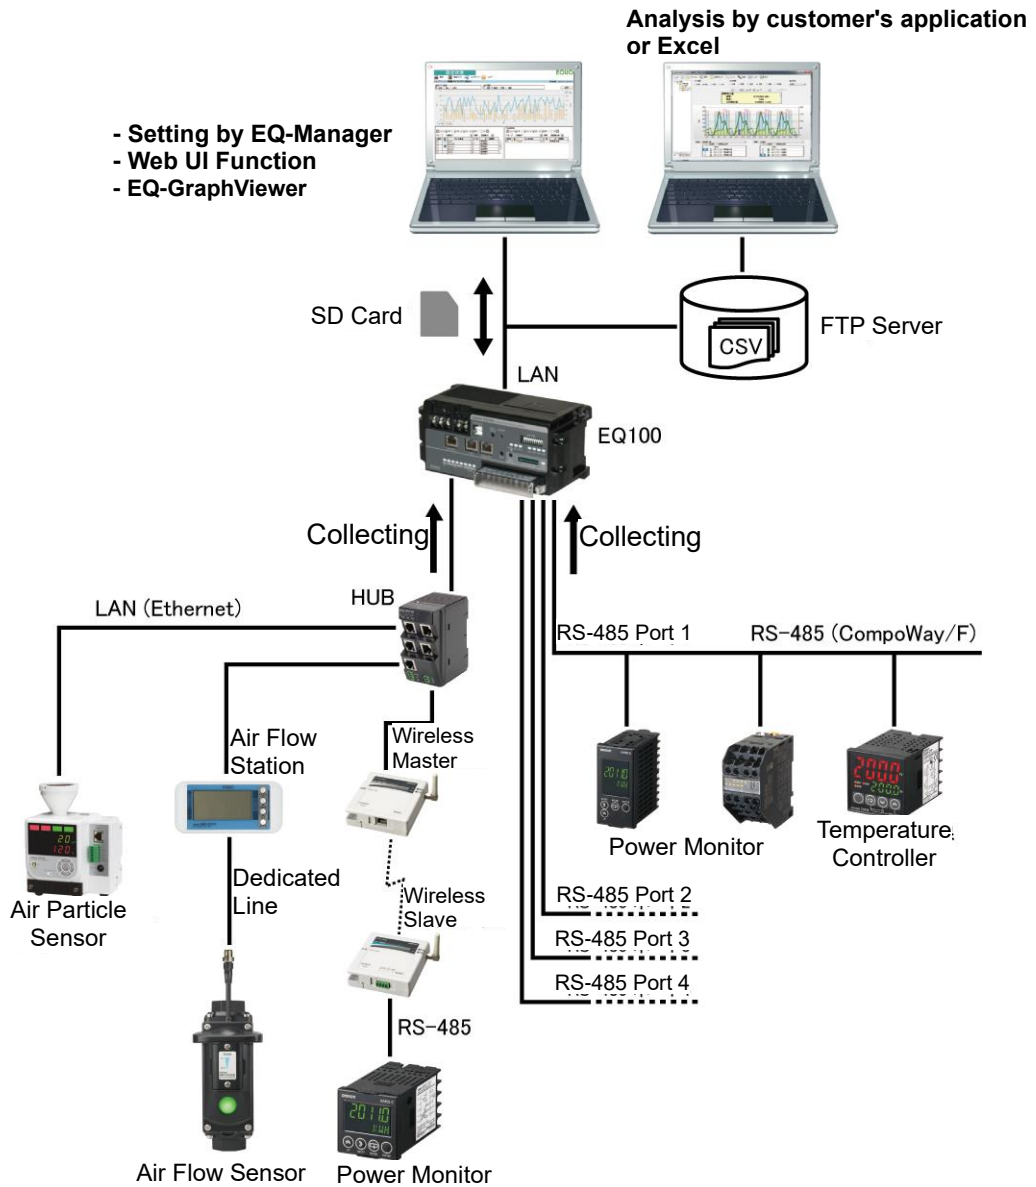 Analysis by customer's application
or Excel
- Setting by EQ-Manager
- Web UI Function
- EQ-GraphViewer
SD Card
CSV
FTP Server
LAN
EQ100
Collecting
Collecting
LAN (Ethernet)
HUB
RS-485 Port 1
RS-485 (CompoWay/F)
Air Flow
Station
Wireless
Master
Power Monitor
Temperature
Controller
Air Particle
Sensor
Dedicated
Line
Wireless
Slave
RS-485 Port 2
RS-485 Port 3
RS-485 Port 4
RS-485
Air Flow Sensor
Power Monitor